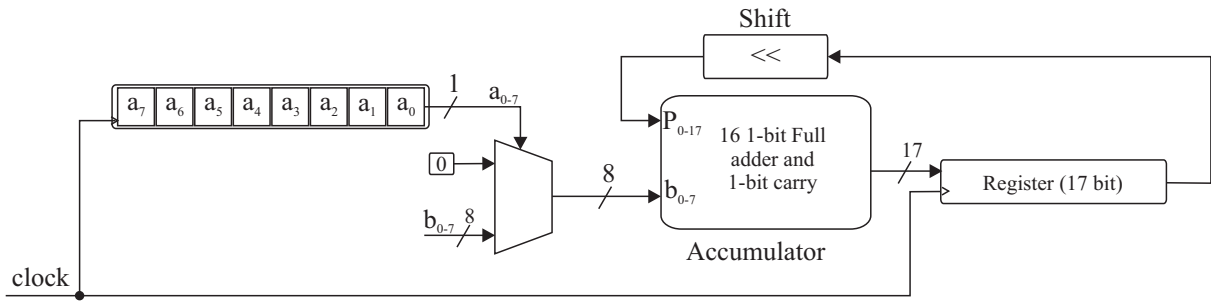 Shift
<<
a7 a6 a5 a4 a3 a2 a1 a0
1
a0-7
P0-17
16 1-bit Full
adder and
1-bit carry
17
Register (17 bit)
0
8
b0-7
b0-7
8
Accumulator
clock